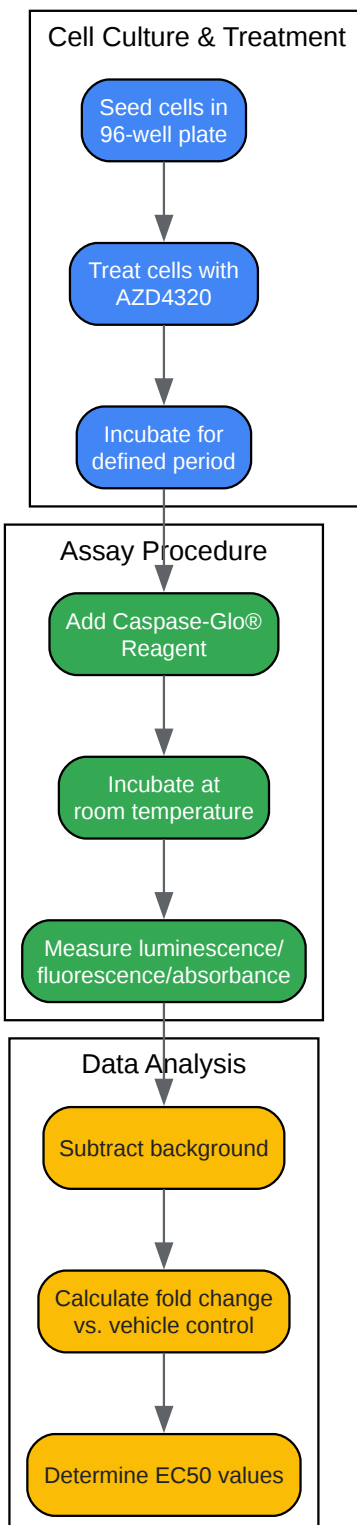 Cell Culture & Treatment
Seed cells in
96-well plate
Treat cells with
AZD4320
Incubate for
defined period
Assay Procedure
Add Caspase-Glo®
Reagent
Incubate at
room temperature
Measure luminescence/
fluorescence/absorbance
Data Analysis
Subtract background
Calculate fold change
vs. vehicle control
Determine EC50 values